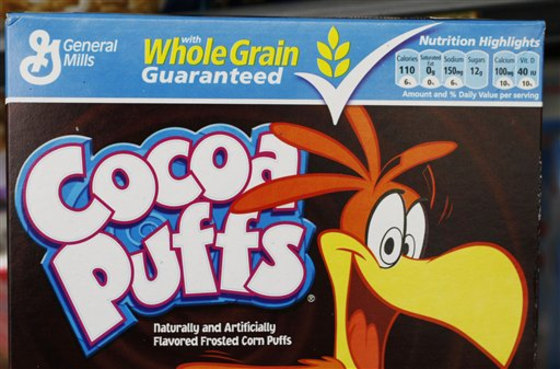 General
Mills
with
Whole Grain
Guaranteed
Nutrition Highlights
Calories Saturated Fat Sodium Sugars Calcium Vit. D
110 0g 150mg 12g 100mg 40 IU
6% 0% 6% 10% 10%
Amount and % Daily Value per serving
Cocoa
Puffs
®
Naturally and Artificially
Flavored Frosted Corn Puffs